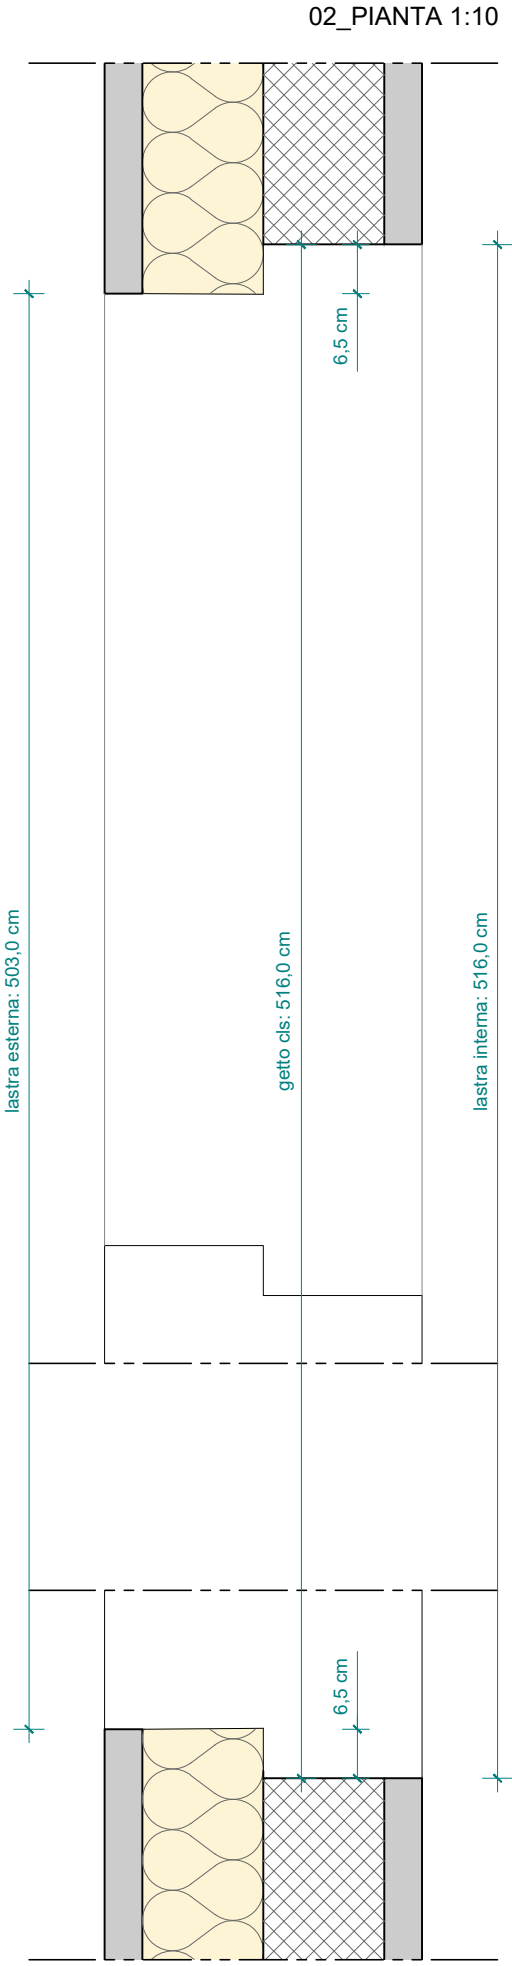 02_PIANTA 1:10
6,5 cm
lastra esterna: 503,0 cm
getto cls: 516,0 cm
lastra interna: 516,0 cm
6,5 cm